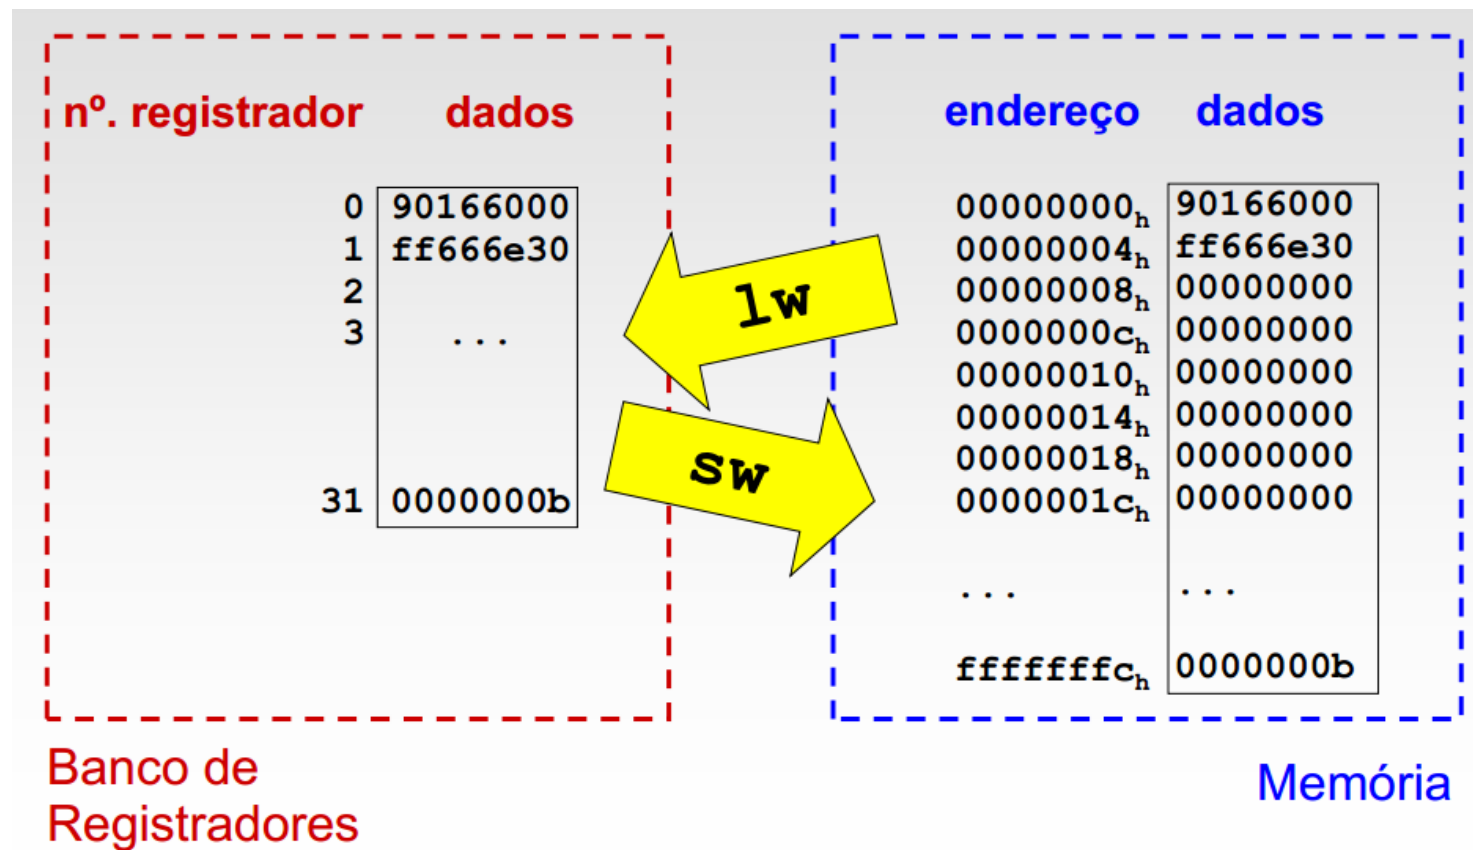 nº. registrador dados
0 90166000
1 ff666e30
2
3 ...
31 0000000b
Banco de
Registradores
lw
sw
endereço dados
00000000h 90166000
00000004h ff666e30
00000008h 00000000
0000000ch 00000000
00000010h 00000000
00000014h 00000000
00000018h 00000000
0000001ch 00000000
... ...
fffffffch 0000000b
Memória